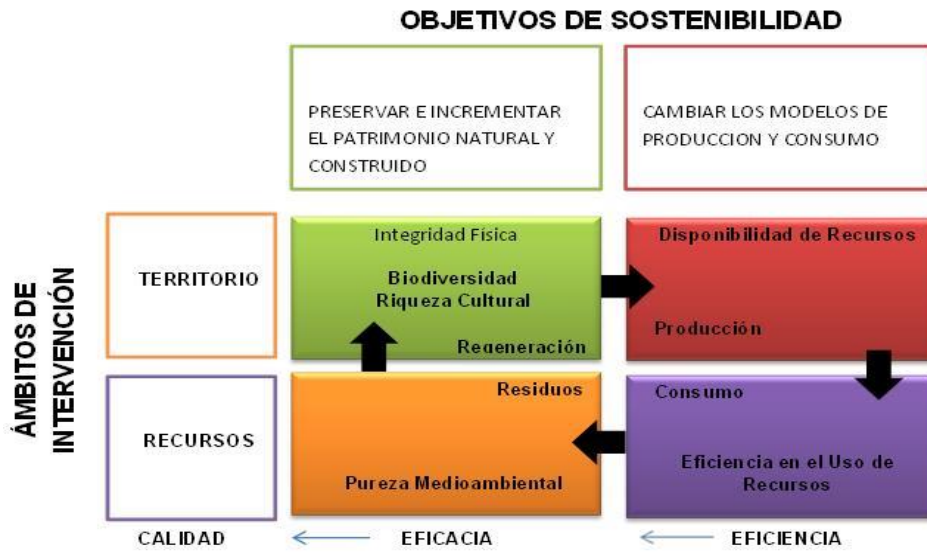 OBJETIVOS DE SOSTENIBILIDAD
PRESERVAR E INCREMENTAR
EL PATRIMONIO NATURAL Y
CONSTRUIDO
CAMBIAR LOS MODELOS DE
PRODUCCION Y CONSUMO
ÁMBITOS DE
INTERVENCIÓN
TERRITORIO
Integridad Física
Biodiversidad
Riqueza Cultural
Regeneración
Disponibilidad de Recursos
Producción
RECURSOS
Residuos
Pureza Medioambiental
Consumo
Eficiencia en el Uso de
Recursos
CALIDAD
EFICACIA
EFICIENCIA